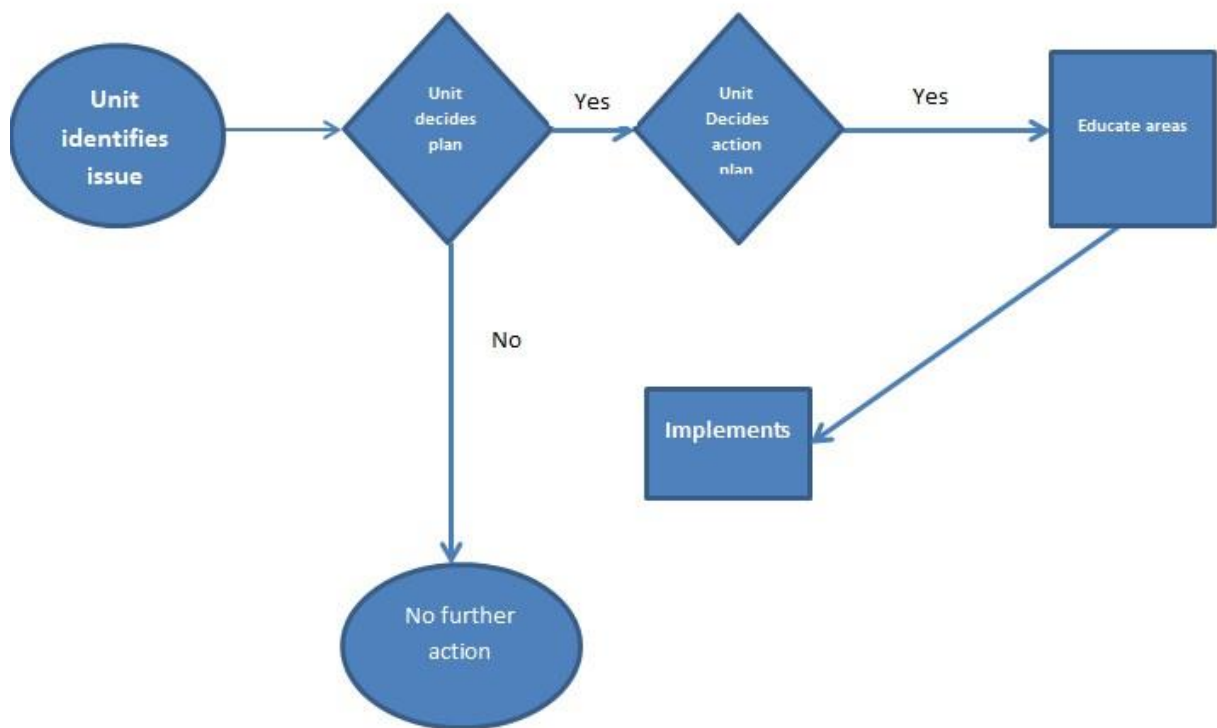 Unit
identifies
issue
Unit
decides
plan
Yes
Unit
Decides
action
plan
Yes
Educate areas
No
Implements
No further
action